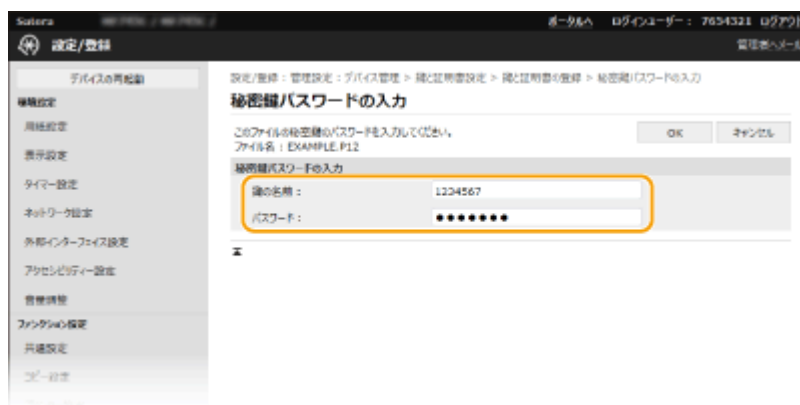 ポータルへ ログインユーザー： 7654321 ログアウト
設定/登録
管理者へメール
デバイスの再起動
設定/登録：管理設定：デバイス管理 > 鍵と証明書設定 > 鍵と証明書の登録 > 秘密鍵パスワードの入力
環境設定
秘密鍵パスワードの入力
用紙設定
このファイルの秘密鍵のパスワードを入力してください。
OK キャンセル
ファイル名：EXAMPLE.P12
表示設定
秘密鍵パスワードの入力
タイマー設定
鍵の名前： 1234567
ネットワーク設定
パスワード： ●●●●●●●
外部インターフェイス設定
アクセシビリティー設定
音量調整
ファンクション設定
共通設定
コピー設定